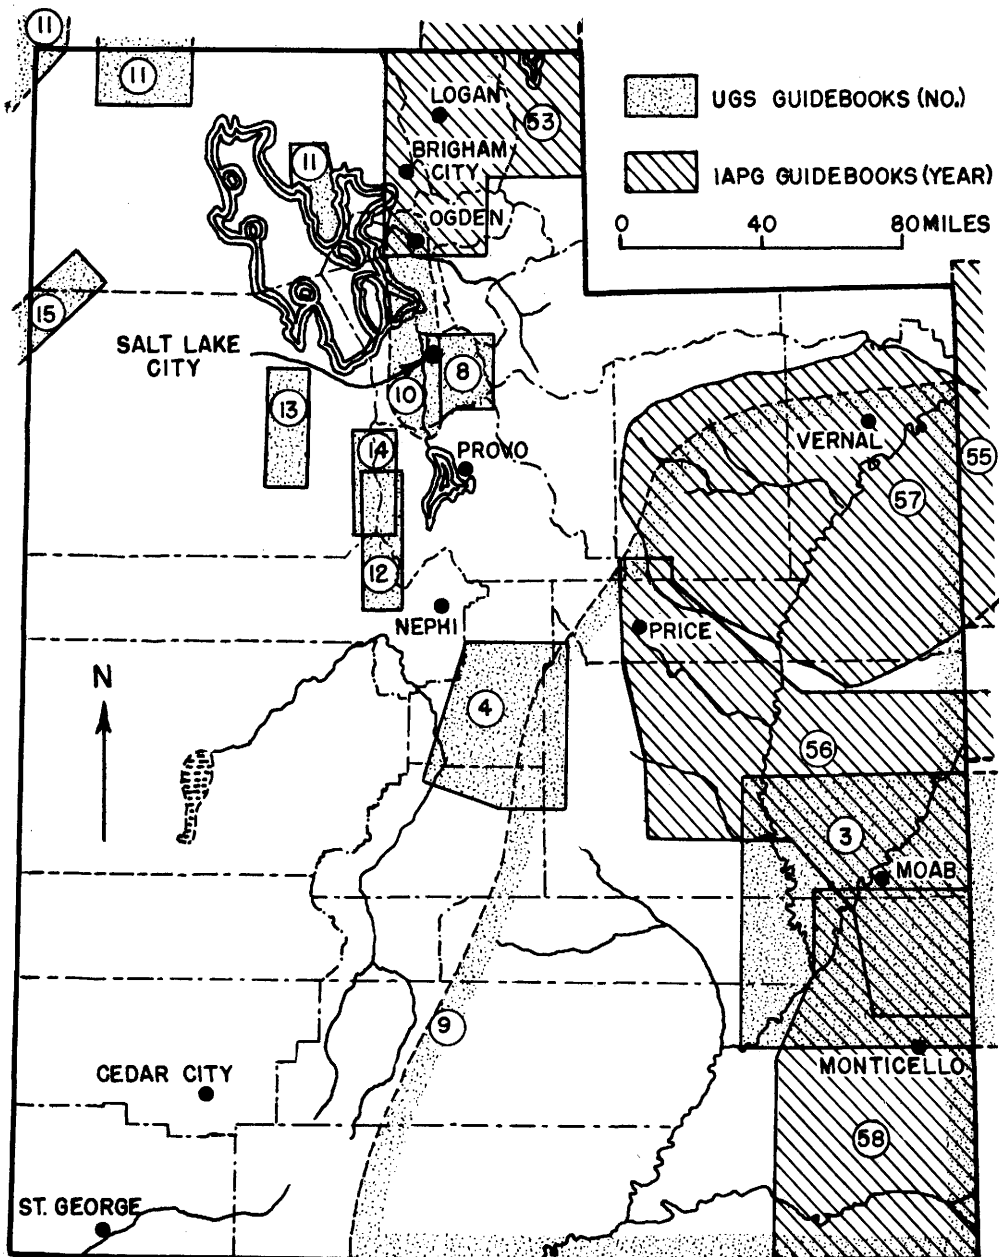 11
11
LOGAN
53
UGS GUIDEBOOKS (NO.)
BRIGHAM
CITY
11
IAPG GUIDEBOOKS (YEAR)
OGDEN
0 40 80 MILES
15
SALT LAKE
CITY
8
10
13
14
PROVO
VERNAL
55
57
12
NEPHI
PRICE
N
4
56
3
MOAB
9
CEDAR CITY
MONTICELLO
58
ST. GEORGE